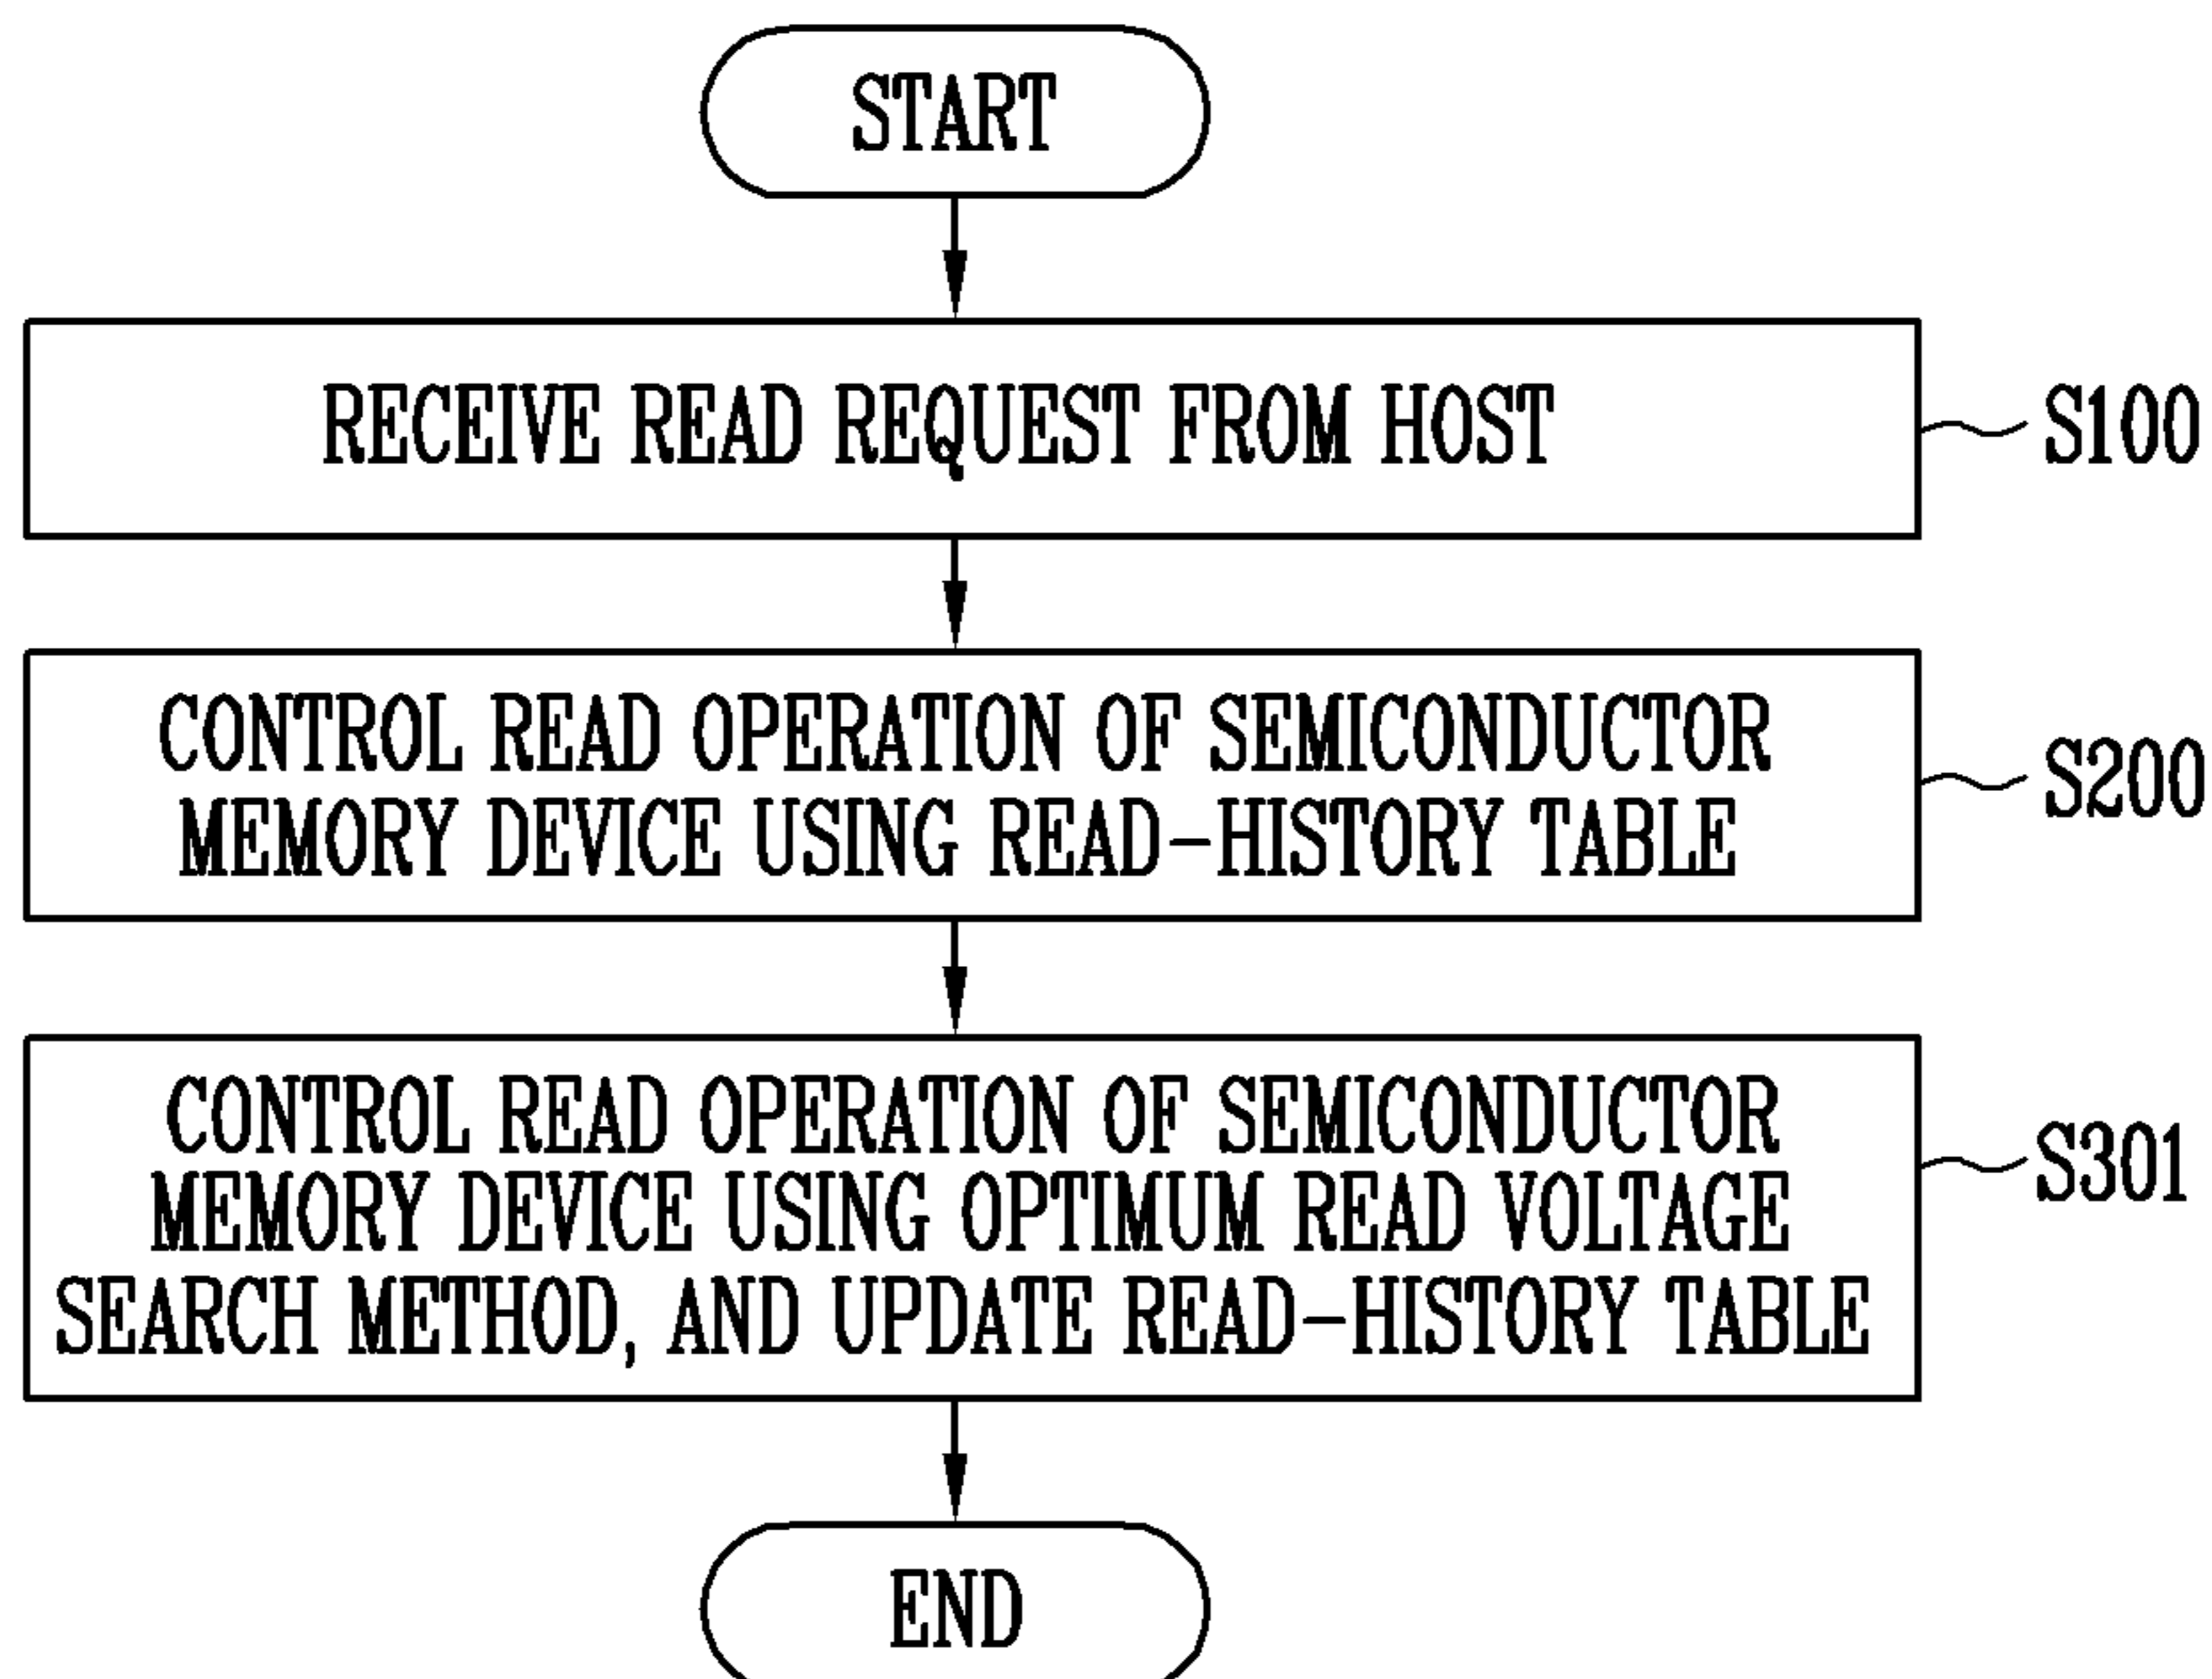 START
RECEIVE READ REQUEST FROM HOST
S100
CONTROL READ OPERATION OF SEMICONDUCTOR
MEMORY DEVICE USING READ-HISTORY TABLE
S200
CONTROL READ OPERATION OF SEMICONDUCTOR
MEMORY DEVICE USING OPTIMUM READ VOLTAGE
SEARCH METHOD, AND UPDATE READ-HISTORY TABLE
S301
END